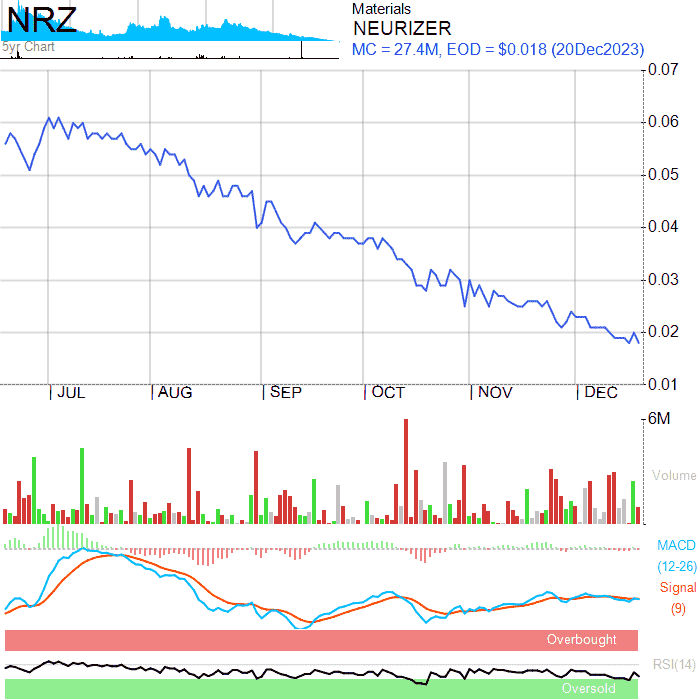 NRZ
5yr Chart
Materials
NEURIZER
MC = 27.4M, EOD = $0.018 (20Dec2023)
0.07
0.06
0.05
0.04
0.03
0.02
0.01
JUL AUG SEP OCT NOV DEC
6M
Volume
MACD
(12-26)
Signal
(9)
Overbought
RSI(14)
Oversold